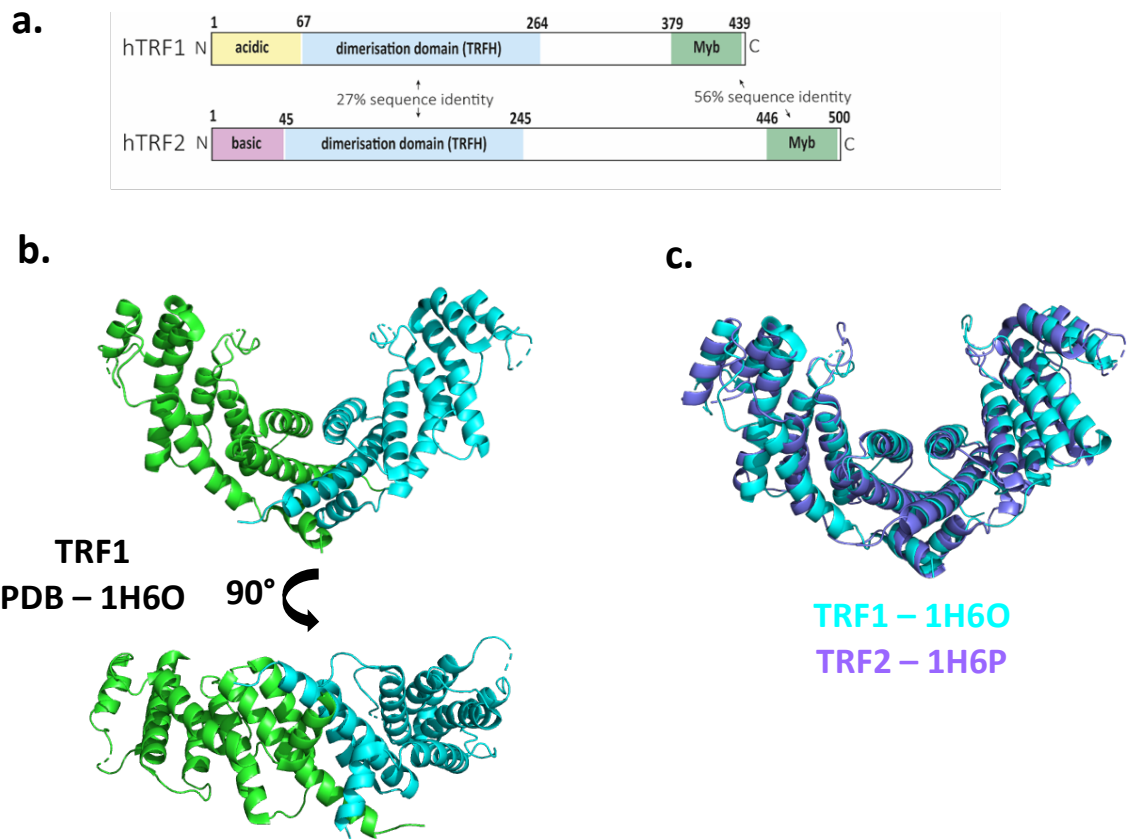 a.
1 67 264 379 439
hTRF1 N acidic dimerisation domain (TRFH) Myb C
27% sequence identity 56% sequence identity
1 45 245 446 500
hTRF2 N basic dimerisation domain (TRFH) Myb C
b.
c.
TRF1
PDB – 1H6O 90°
TRF1 – 1H6O
TRF2 – 1H6P